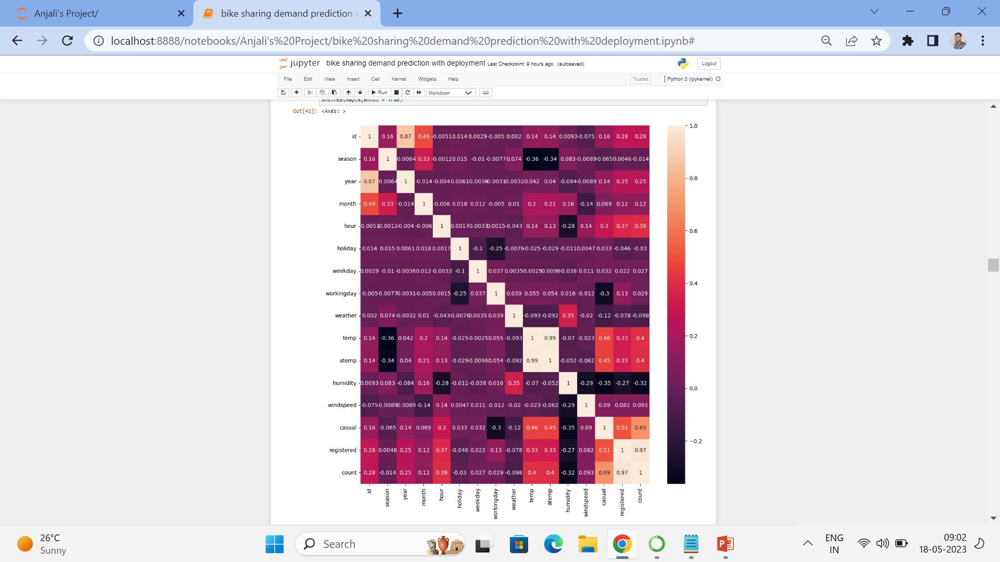 Anjali's Project/
bike sharing demand prediction
localhost:8888/notebooks/Anjali's%20Project/bike%20sharing%20demand%20prediction%20with%20deployment.ipynb#
jupyter bike sharing demand prediction with deployment Last Checkpoint: 9 hours ago (autosaved)
Logout
File Edit View Insert Cell Kernel Widgets Help
Trusted
Python 3 (ipykernel)
Run
Markdown
sns.heatmap(a,annot = True)
Out[41]: <Axes: >
id 1 0.16 0.87 0.49 -0.0051 0.014 0.0029 -0.005 0.002 0.14 0.14 0.0093 -0.075 0.16 0.28 0.28
season 0.16 1 -0.0064 0.33 -0.0012 0.015 -0.01 -0.0077 0.074 -0.36 -0.34 0.083 -0.0089 -0.065 0.0046 -0.014
year 0.87 -0.0064 1 -0.014 -0.004 0.0061 -0.0036 -0.0031 -0.0032 0.042 0.04 -0.084 -0.0089 0.14 0.25 0.25
month 0.49 0.33 -0.014 1 -0.006 0.018 0.012 -0.005 0.01 0.2 0.21 0.16 -0.14 0.069 0.12 0.12
hour -0.0051 -0.0012 -0.004 -0.006 1 0.0017 -0.0033 0.0015 -0.043 0.14 0.13 -0.28 0.14 0.3 0.37 0.39
holiday 0.014 0.015 0.0061 0.018 0.0017 1 -0.1 -0.25 -0.0076 -0.025 -0.029 -0.011 0.0047 0.033 -0.046 -0.03
weekday 0.0029 -0.01 -0.0036 0.012 -0.0033 -0.1 1 0.037 0.0035 -0.0025 -0.0096 -0.038 0.011 0.032 0.022 0.027
workingday -0.005 -0.0077 -0.0031 -0.005 0.0015 -0.25 0.037 1 0.039 0.055 0.054 0.016 -0.012 -0.3 0.13 0.029
weather 0.002 0.074 -0.0032 0.01 -0.043 -0.0076 0.0035 0.039 1 -0.093 -0.092 0.35 -0.02 -0.12 -0.078 -0.098
temp 0.14 -0.36 0.042 0.2 0.14 -0.025 -0.0025 0.055 -0.093 1 0.99 -0.07 -0.023 0.46 0.33 0.4
atemp 0.14 -0.34 0.04 0.21 0.13 -0.029 -0.0096 0.054 -0.092 0.99 1 -0.052 -0.062 0.45 0.33 0.4
humidity 0.0093 0.083 -0.084 0.16 -0.28 -0.011 -0.038 0.016 0.35 -0.07 -0.052 1 -0.29 -0.35 -0.27 -0.32
windspeed -0.075 -0.0089 -0.0089 -0.14 0.14 0.0047 0.011 -0.012 -0.02 -0.023 -0.062 -0.29 1 0.09 0.082 0.093
casual 0.16 -0.065 0.14 0.069 0.3 0.033 0.032 -0.3 -0.12 0.46 0.45 -0.35 0.09 1 0.51 0.69
registered 0.28 0.0046 0.25 0.12 0.37 -0.046 0.022 0.13 -0.078 0.33 0.33 -0.27 0.082 0.51 1 0.97
count 0.28 -0.014 0.25 0.12 0.39 -0.03 0.027 0.029 -0.098 0.4 0.4 -0.32 0.093 0.69 0.97 1
id season year month hour holiday weekday workingday weather temp atemp humidity windspeed casual registered count
1.0
0.8
0.6
0.4
0.2
0.0
-0.2
26°C
Sunny
Search
ENG
IN
09:02
18-05-2023